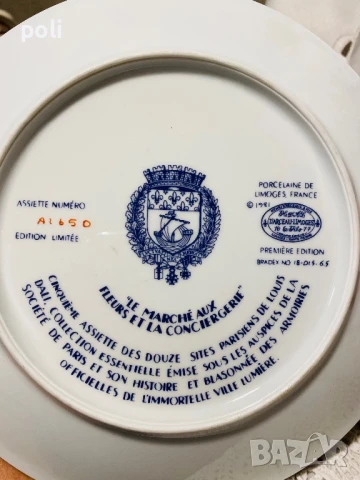 poli
ASSIETTE NUMÉRO
A1650
EDITION LIMITÉE
PORCELAINE DE
LIMOGES, FRANCE
© 1981
D'ARCEAU-LIMOGES
PREMIÈRE EDITION
BRADEX NO. 18-D15-6.5
"LE MARCHÉ AUX
FLEURS ET LA CONCIERGERIE"
CINQUIÈME ASSIETTE DES DOUZE SITES PARISIENS DE LOUIS
DALI, COLLECTION ESSENTIELLE ÉMISE SOUS LES AUSPICES DE LA
SOCIÉTÉ DE PARIS ET SON HISTOIRE ET BLASONNÉE DES ARMOIRIES
OFFICIELLES DE L'IMMORTELLE VILLE LUMIÈRE.
BAZAR